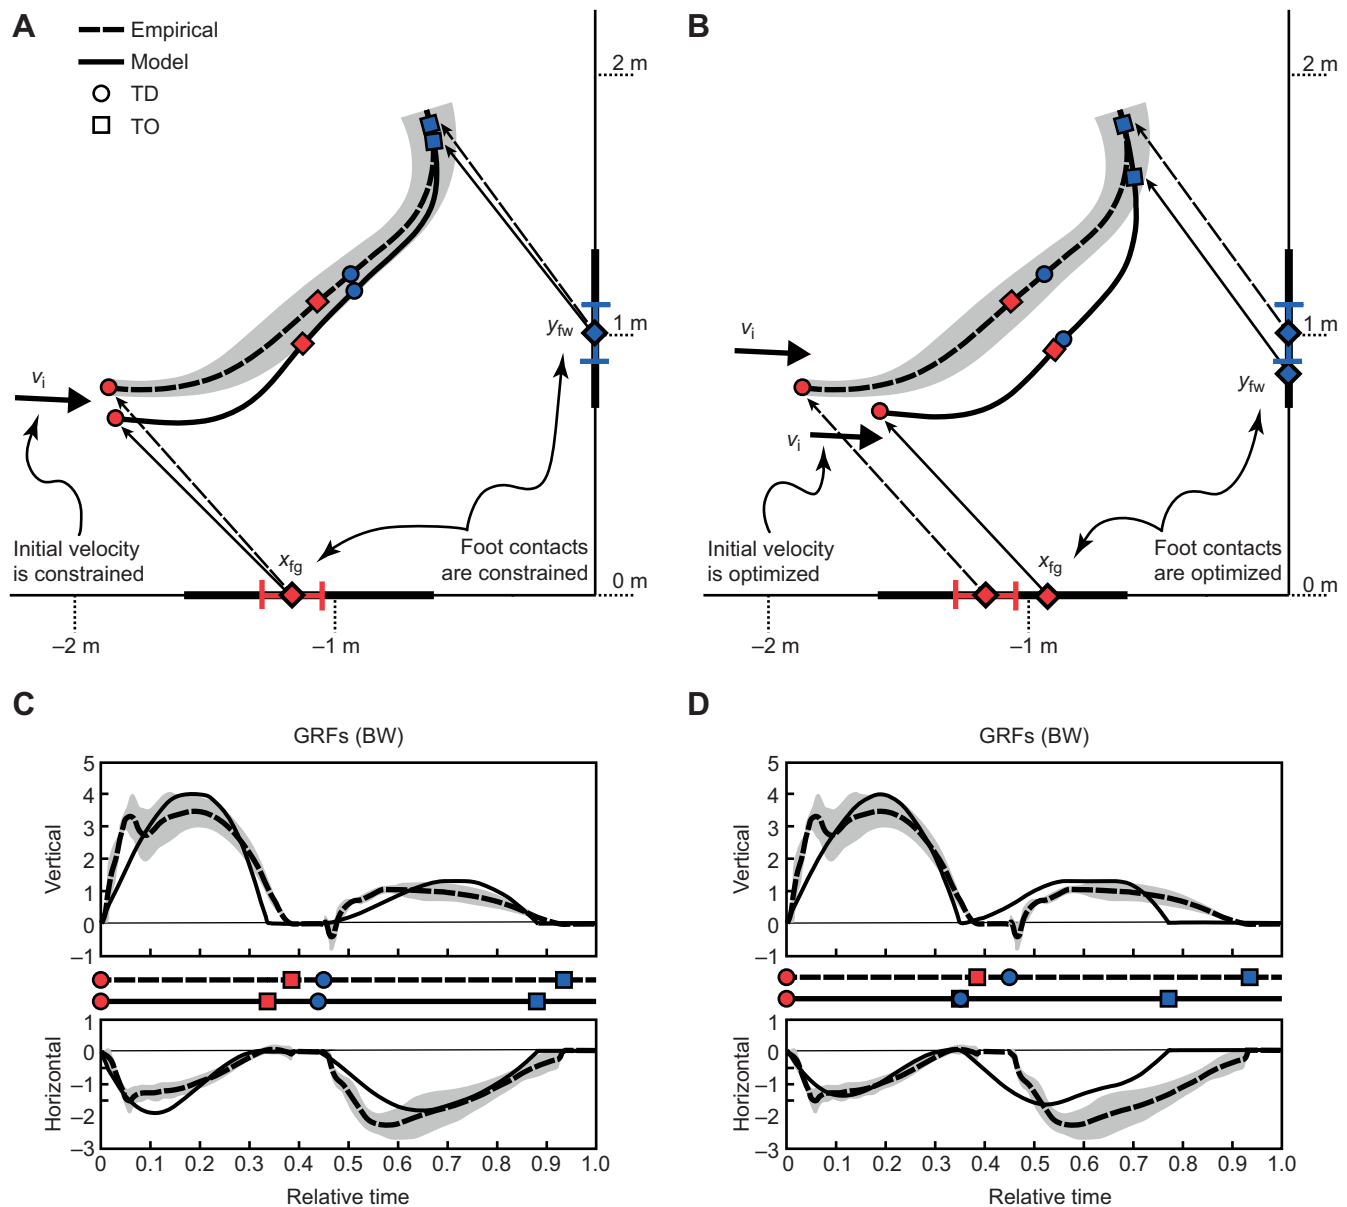 A
Empirical
Model
TD
TO
2 m
1 m
yfw
vi
Initial velocity
is constrained
xfg
Foot contacts
are constrained
0 m
–2 m
–1 m
B
2 m
vi
1 m
yfw
vi
Initial velocity
is optimized
xfg
Foot contacts
are optimized
0 m
–2 m
–1 m
C
GRFs (BW)
Vertical
5
4
3
2
1
0
–1
Horizontal
1
0
–1
–2
–3
0 0.1 0.2 0.3 0.4 0.5 0.6 0.7 0.8 0.9 1.0
Relative time
D
GRFs (BW)
Vertical
5
4
3
2
1
0
–1
Horizontal
1
0
–1
–2
–3
0 0.1 0.2 0.3 0.4 0.5 0.6 0.7 0.8 0.9 1.0
Relative time